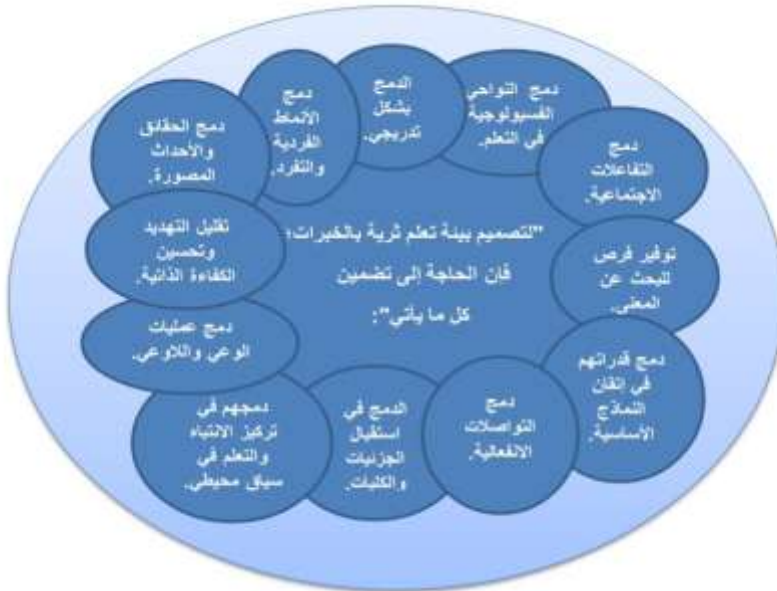 "لتصميم بيئة تعلم ثرية بالخبرات؛
فإن الحاجة إلى تضمين
كل ما يأتي":
دمج النواحي
الفسيولوجية
في التعلم.
دمج
التفاعلات
الاجتماعية.
توفير فرص
للبحث عن
المعنى.
دمج قدراتهم
في إتقان
النماذج
الأساسية.
دمج
التواصلات
الانفعالية.
الدمج في
استقبال
الجزئيات
والكليات.
دمجهم في
تركيز الانتباه
والتعلم في
سياق محيطي.
دمج عمليات
الوعي واللاوعي.
تقليل التهديد
وتحسين
الكفاءة الذاتية.
دمج الحقائق
والأحداث
المصورة.
دمج
الأنماط
الفردية
والتفرد.
الدمج
بشكل
تدريجي.